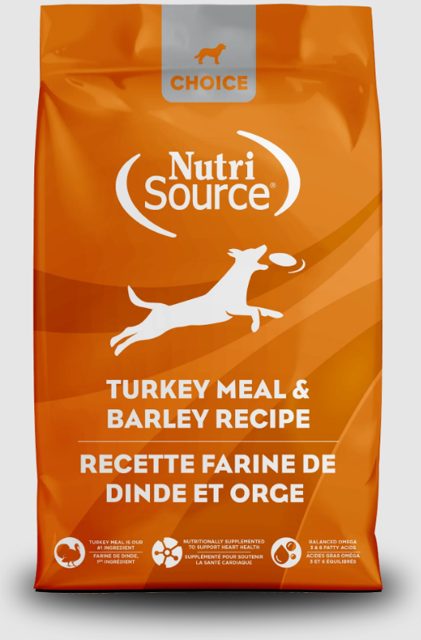 CHOICE
Nutri
Source®
TURKEY MEAL &
BARLEY RECIPE
RECETTE FARINE DE
DINDE ET ORGE
TURKEY MEAL IS OUR
#1 INGREDIENT
FARINE DE DINDE,
1ER INGRÉDIENT
NUTRITIONALLY SUPPLEMENTED
TO SUPPORT HEART HEALTH
SUPPLÉMENTÉ POUR SOUTENIR
LA SANTÉ CARDIAQUE
BALANCED OMEGA
3 & 6 FATTY ACIDS
ACIDES GRAS OMÉGA
3 ET 6 ÉQUILIBRÉS